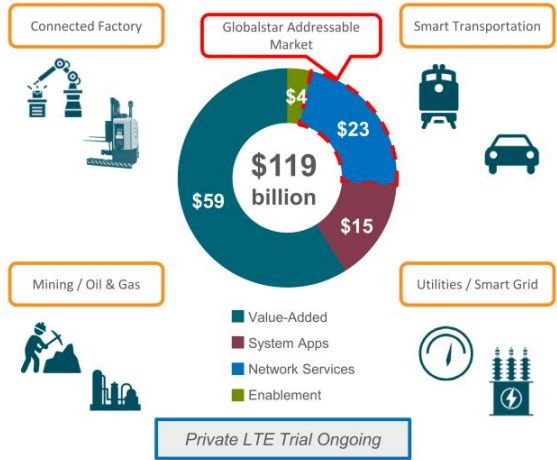 Connected Factory
Globalstar Addressable
Market
Smart Transportation
$4
$23
$119
billion
$59
$15
Mining / Oil & Gas
Utilities / Smart Grid
Value-Added
System Apps
Network Services
Enablement
Private LTE Trial Ongoing